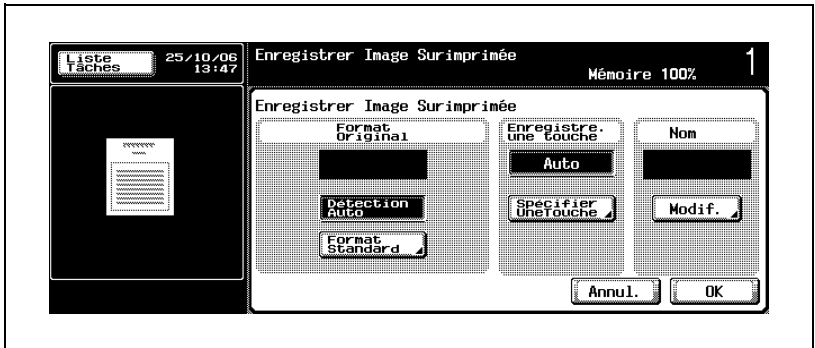 Liste
Tâches
25/10/06
13:47
Enregistrer Image Surimprimée
Mémoire 100%
1
Enregistrer Image Surimprimée
Format
Original
Enregistre.
une touche
Nom
Auto
Détection
Auto
Spécifier
UneTouche
Modif.
Format
Standard
Annul.
OK